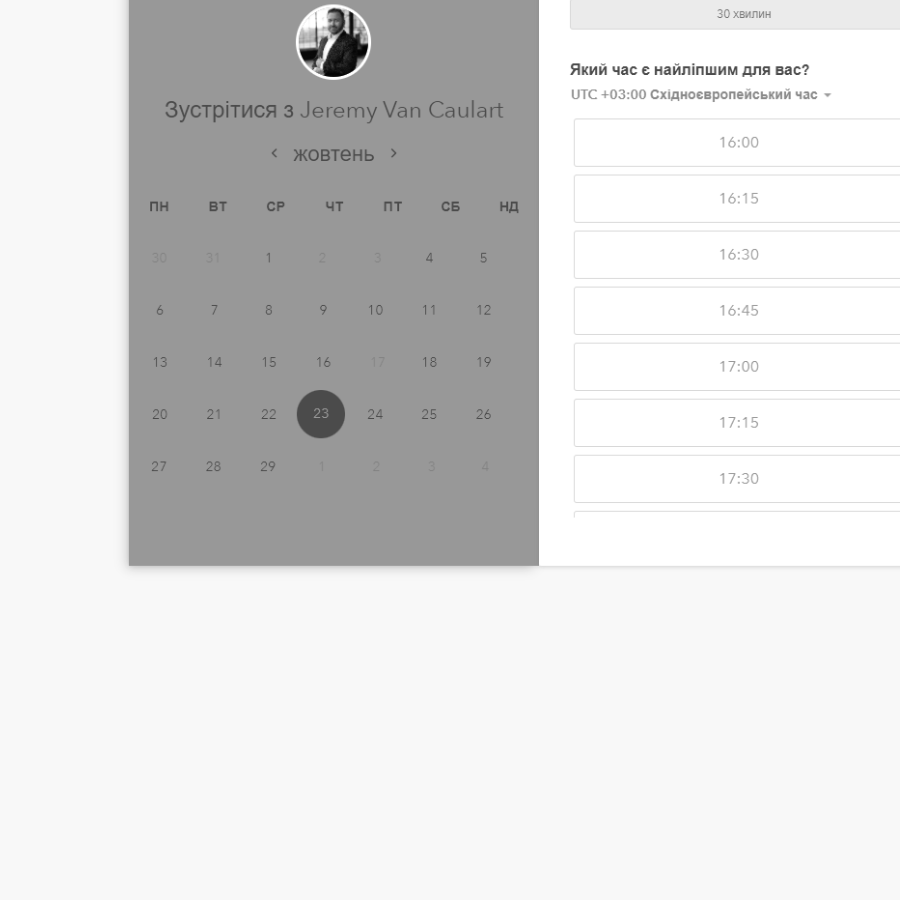 Зустрітися з Jeremy Van Caulart
жовтень
ПН ВТ СР ЧТ ПТ СБ НД
30 31 1 2 3 4 5
6 7 8 9 10 11 12
13 14 15 16 17 18 19
20 21 22 23 24 25 26
27 28 29 1 2 3 4
30 хвилин
Який час є найліпшим для вас?
UTC +03:00 Східноєвропейський час
16:00
16:15
16:30
16:45
17:00
17:15
17:30